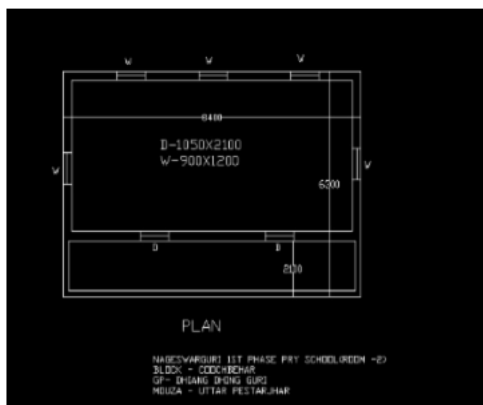 W W W
8400
D-1050X2100
W-900X1200
W W
6300
D D
2100
PLAN
NAGESWARGURI 1ST PHASE PRY SCHOOL(ROOM -2)
BLOCK - COOCHBEHAR
GP- DHIANG DHING GURI
MOUZA - UTTAR PESTARJHAR